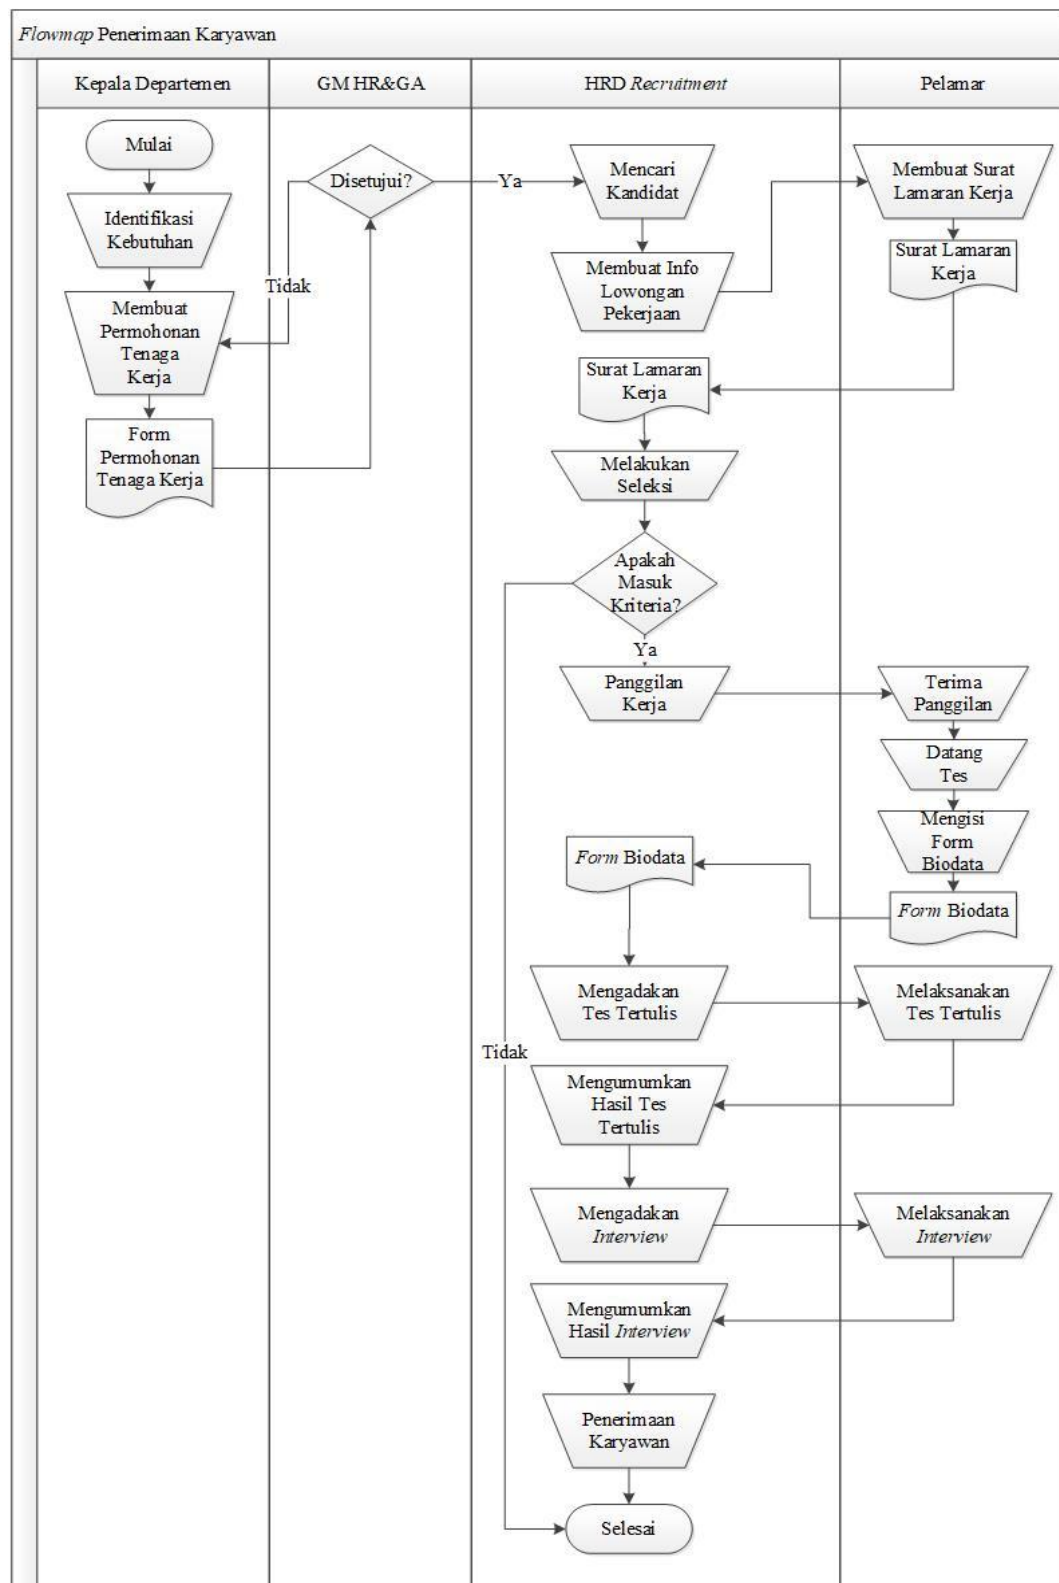 Flowmap Penerimaan Karyawan
Kepala Departemen
GM HR&GA
HRD Recruitment
Pelamar
Mulai
Identifikasi
Kebutuhan
Membuat
Permohonan
Tenaga
Kerja
Form
Permohonan
Tenaga Kerja
Disetujui?
Tidak
Ya
Mencari
Kandidat
Membuat Info
Lowongan
Pekerjaan
Membuat Surat
Lamaran Kerja
Surat Lamaran
Kerja
Surat Lamaran
Kerja
Melakukan
Seleksi
Apakah
Masuk
Kriteria?
Ya
Tidak
Panggilan
Kerja
Terima
Panggilan
Datang
Tes
Mengisi
Form
Biodata
Form Biodata
Form Biodata
Mengadakan
Tes Tertulis
Melaksanakan
Tes Tertulis
Mengumumkan
Hasil Tes
Tertulis
Mengadakan
Interview
Melaksanakan
Interview
Mengumumkan
Hasil Interview
Penerimaan
Karyawan
Selesai